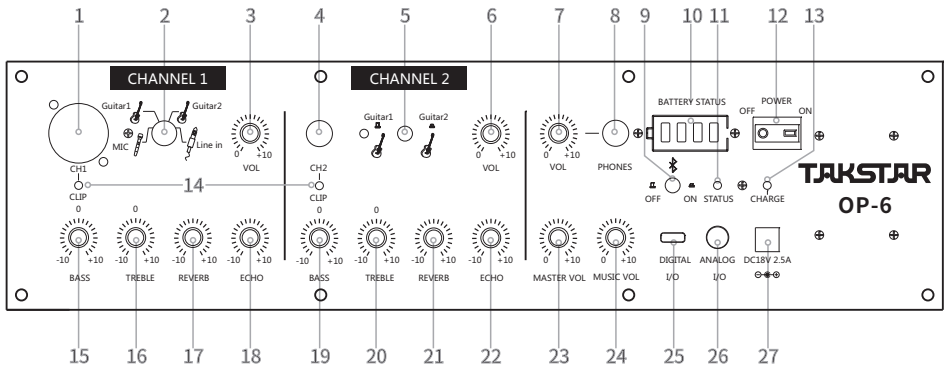 1 2 3 4 5 6 7 8 9 10 11 12 13
CHANNEL 1 CHANNEL 2
BATTERY STATUS POWER
OFF ON
Guitar1 Guitar2 Guitar1 Guitar2
MIC Line in
0 +10 0 +10 0 +10
VOL VOL VOL PHONES
CH1 CH2
14
CLIP CLIP
OFF ON STATUS CHARGE
TAKSTAR
OP-6
0 0 0 0
-10 +10 -10 +10 -10 +10 -10 +10 -10 +10 -10 +10 -10 +10 -10 +10 0 +10 0 +10
BASS TREBLE REVERB ECHO BASS TREBLE REVERB ECHO MASTER VOL MUSIC VOL
DIGITAL ANALOG DC18V 2.5A
I/O I/O
15 16 17 18 19 20 21 22 23 24 25 26 27